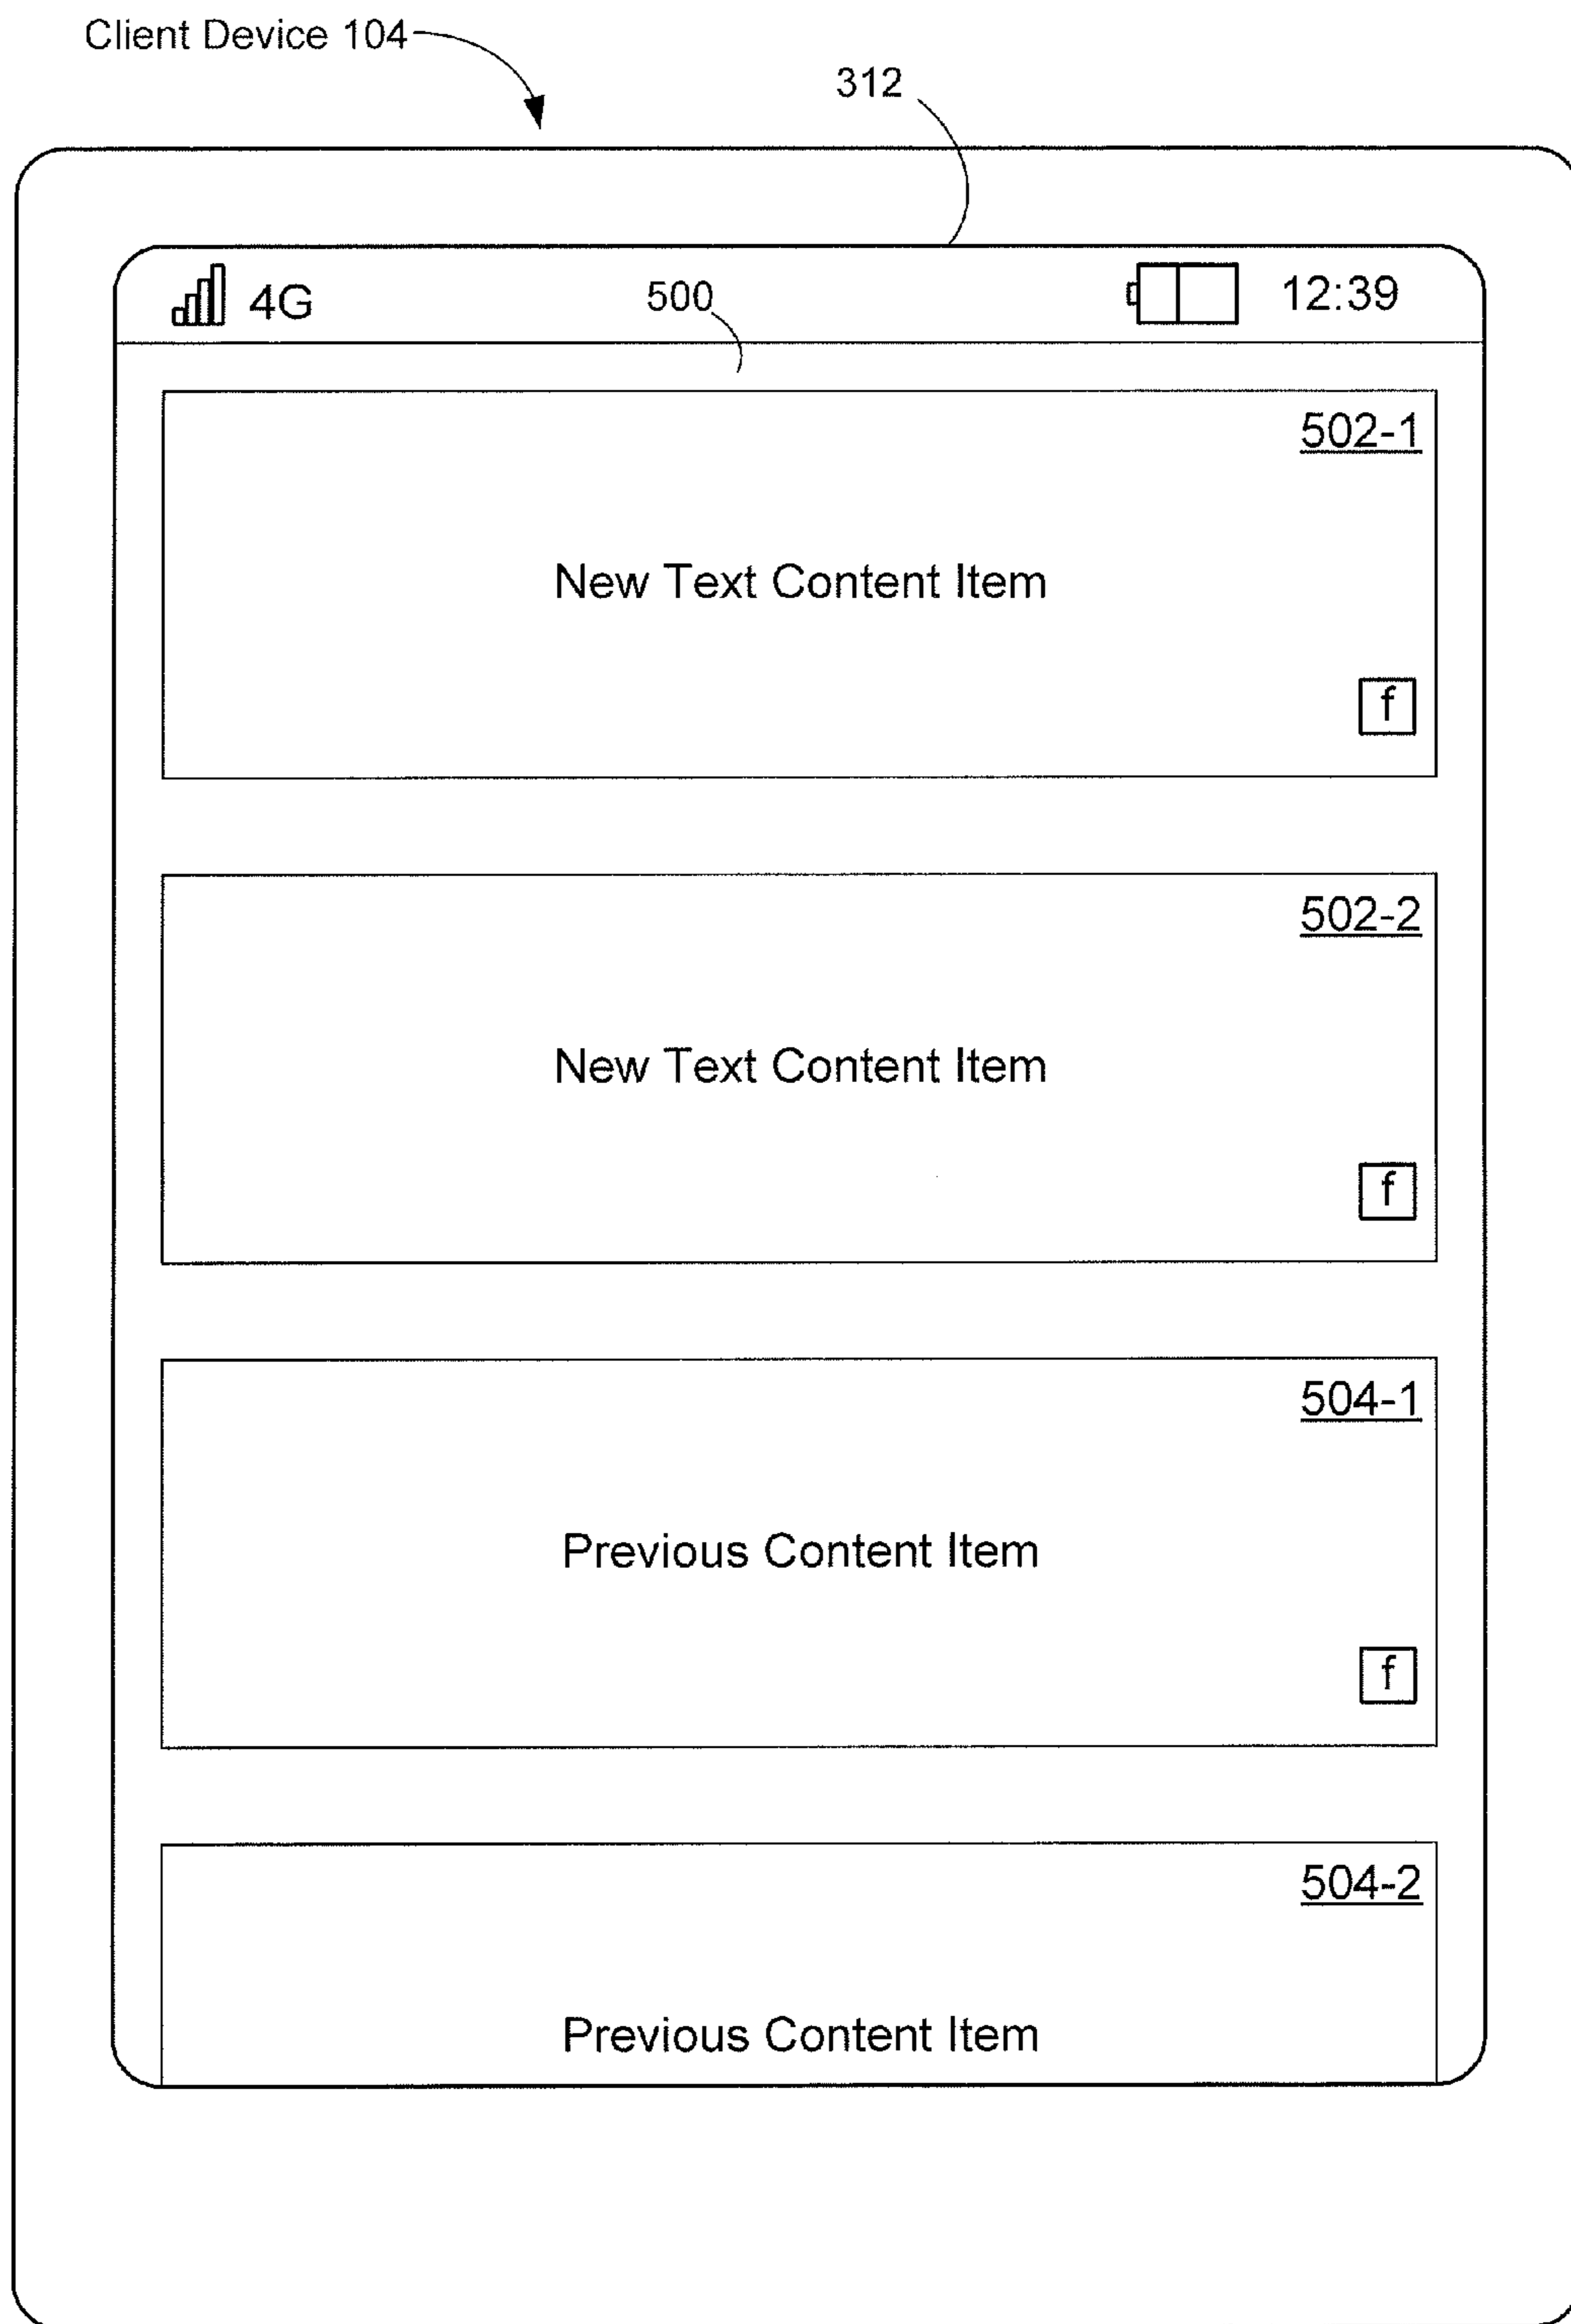 Client Device 104
312
4G
500
12:39
502-1
New Text Content Item
f
502-2
New Text Content Item
f
504-1
Previous Content Item
f
504-2
Previous Content Item